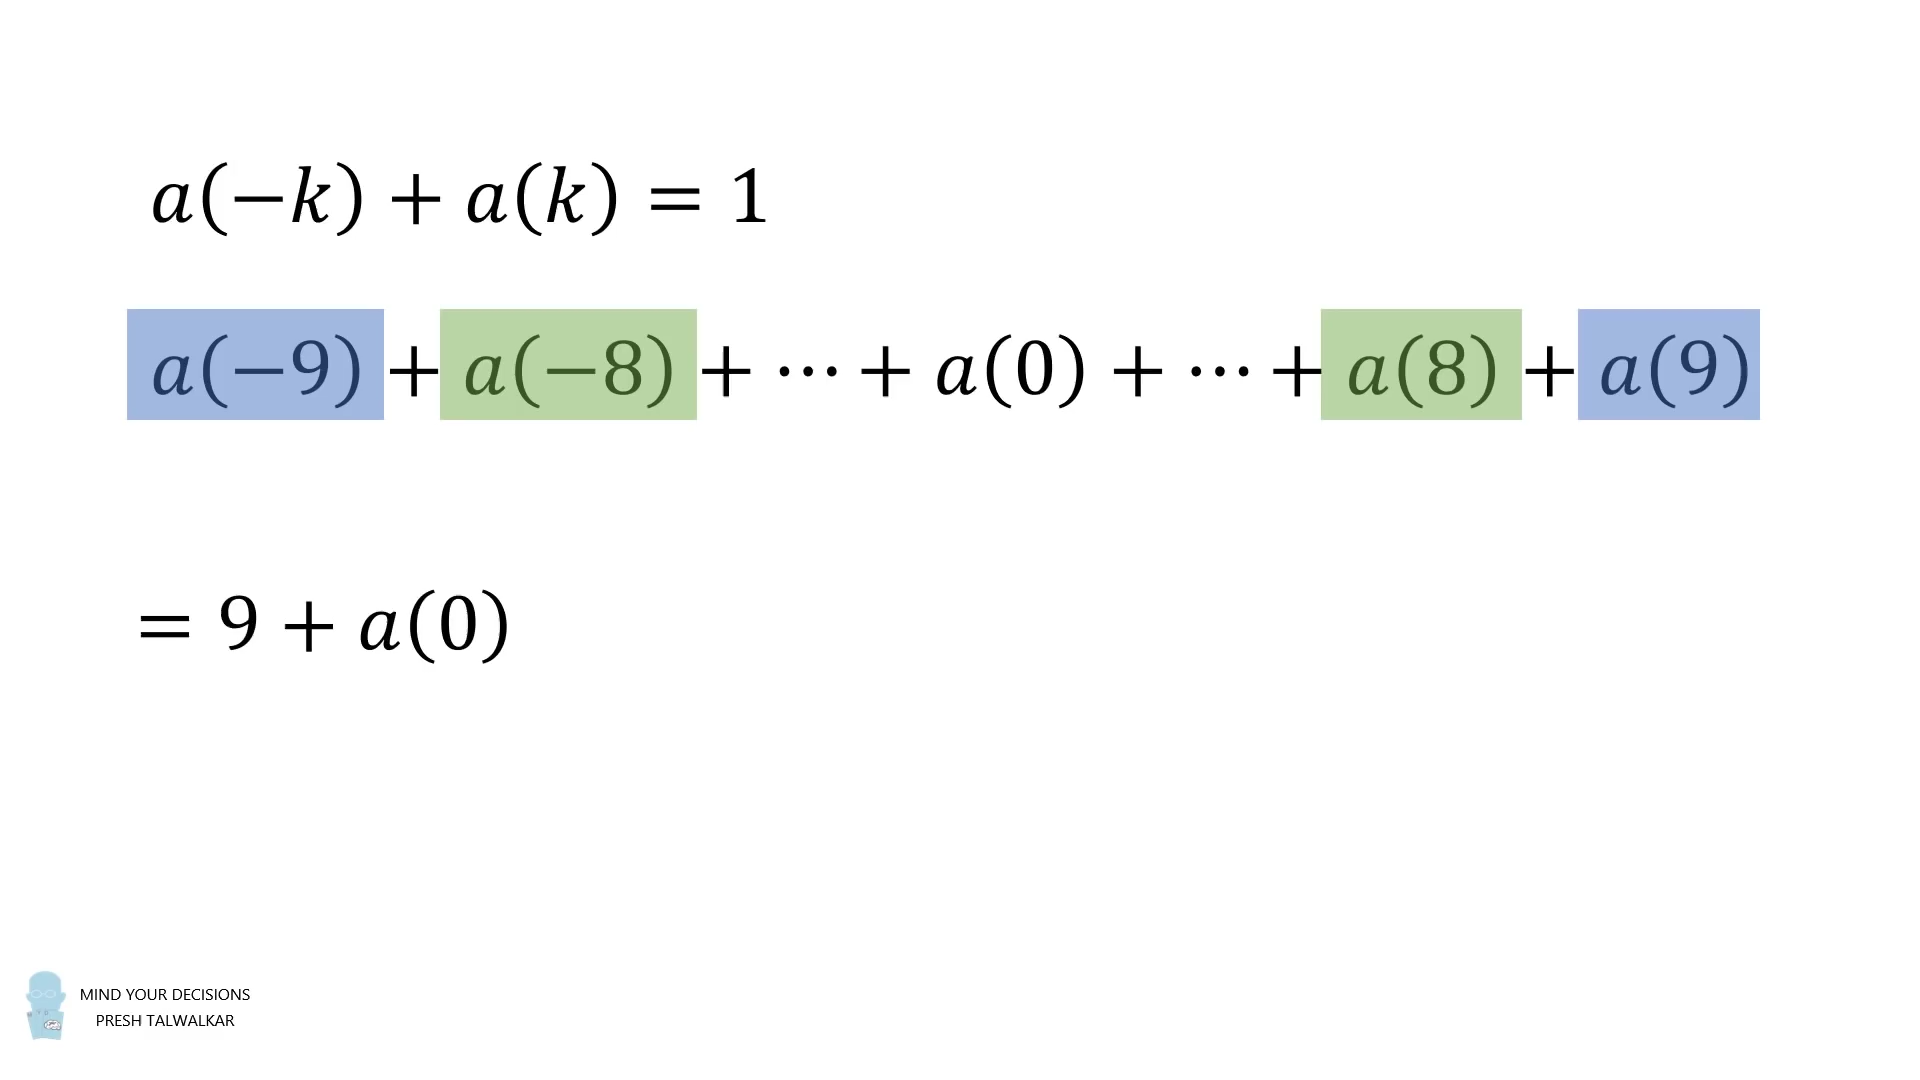 a(−k) + a(k) = 1
a(−9) + a(−8) + ⋯ + a(0) + ⋯ + a(8) + a(9)
= 9 + a(0)
MIND YOUR DECISIONS
PRESH TALWALKAR